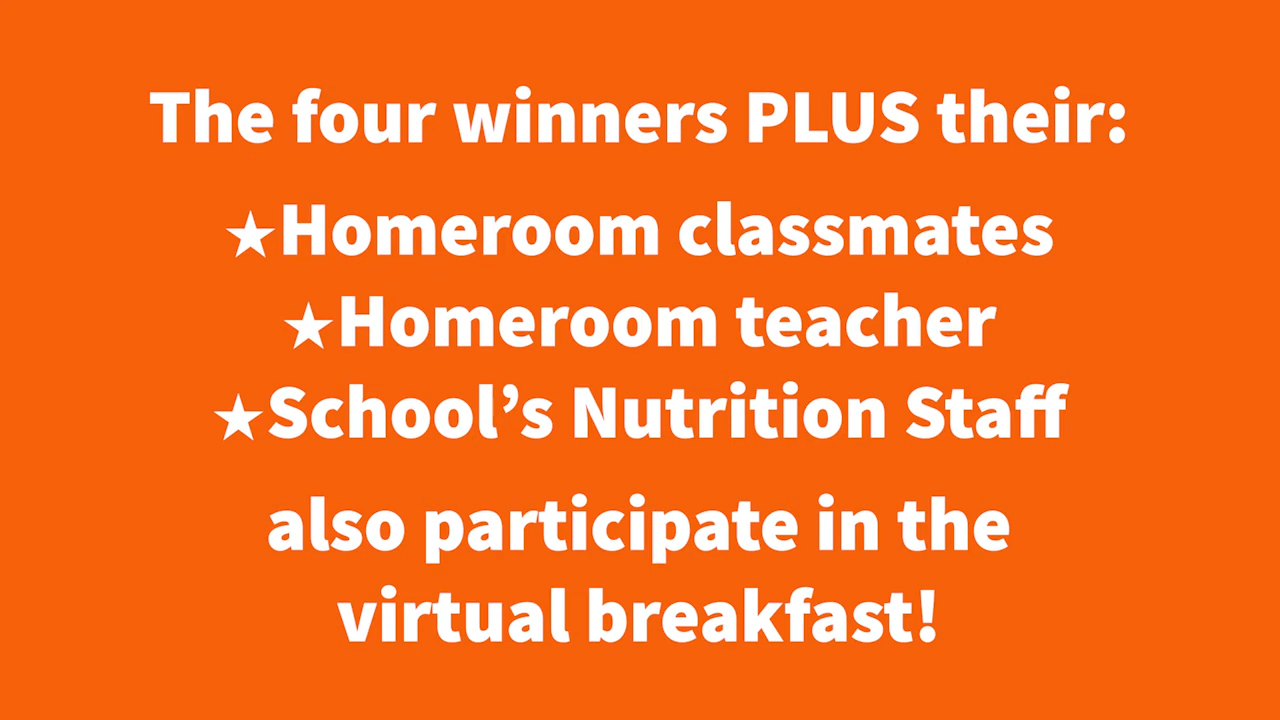 The four winners PLUS their:
★Homeroom classmates
★Homeroom teacher
★School’s Nutrition Staff
also participate in the
virtual breakfast!